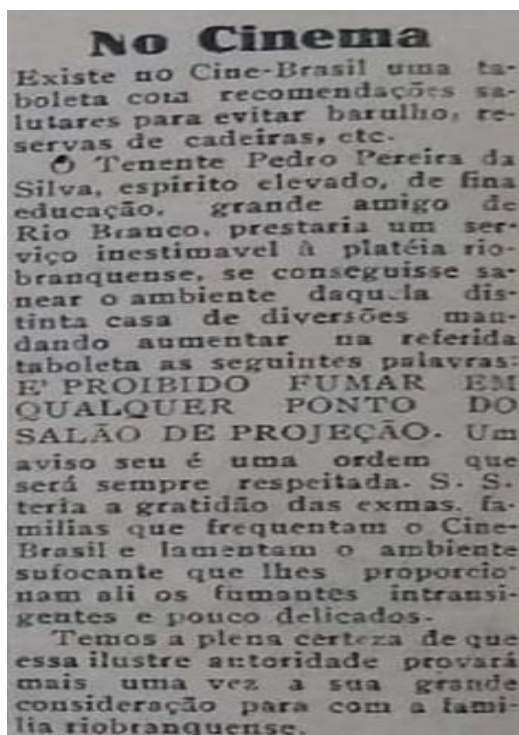 No Cinema
Existe no Cine-Brasil uma ta-
boleta com recomendações sa-
lutares para evitar barulho, re-
servas de cadeiras, etc.
O Tenente Pedro Pereira da
Silva, espirito elevado, de fina
educação, grande amigo de
Rio Branco, prestaria um ser-
viço inestimavel à platéia rio-
branquense, se conseguisse sa-
near o ambiente daquela dis-
tinta casa de diversões man-
dando aumentar na referida
taboleta as seguintes palavras:
E' PROIBIDO FUMAR EM
QUALQUER PONTO DO
SALÃO DE PROJEÇÃO. Um
aviso seu é uma ordem que
será sempre respeitada. S. S.
teria a gratidão das exmas. fa-
milias que frequentam o Cine-
Brasil e lamentam o ambiente
sufocante que lhes proporcio-
nam ali os fumantes intransi-
gentes e pouco delicados.
Temos a plena certeza de que
essa ilustre autoridade provará
mais uma vez a sua grande
consideração para com a fami-
lia riobranquense.